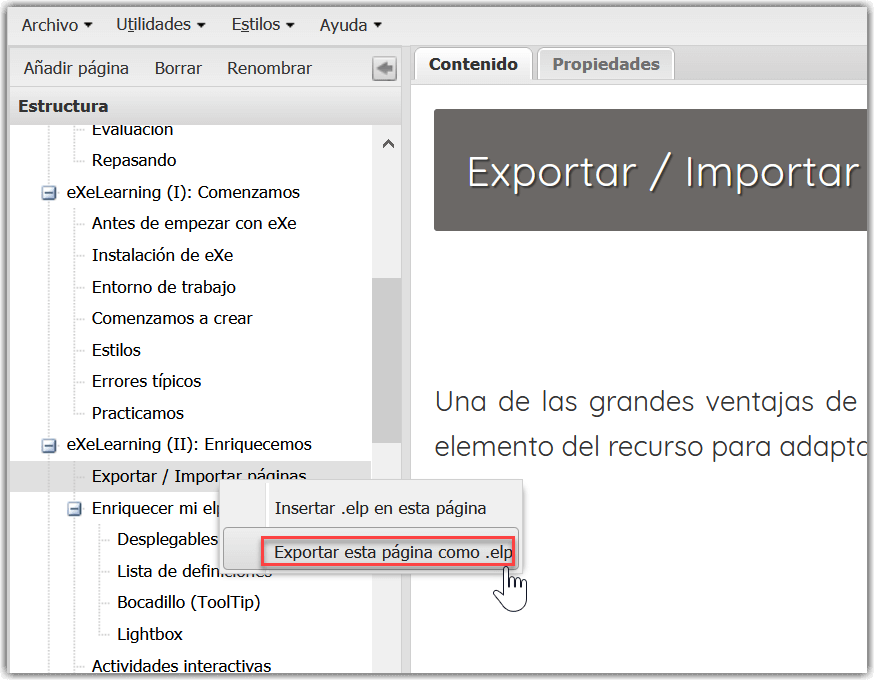 Archivo Utilidades Estilos Ayuda
Añadir página Borrar Renombrar
Estructura
Evaluación
Repasando
eXeLearning (I): Comenzamos
Antes de empezar con eXe
Instalación de eXe
Entorno de trabajo
Comenzamos a crear
Estilos
Errores típicos
Practicamos
eXeLearning (II): Enriquecemos
Exportar / Importar páginas
Enriquecer mi elp
Desplegables
Lista de definiciones
Bocadillo (ToolTip)
Lightbox
Actividades interactivas
Insertar .elp en esta página
Exportar esta página como .elp
Contenido Propiedades
Exportar / Importar
Una de las grandes ventajas de
elemento del recurso para